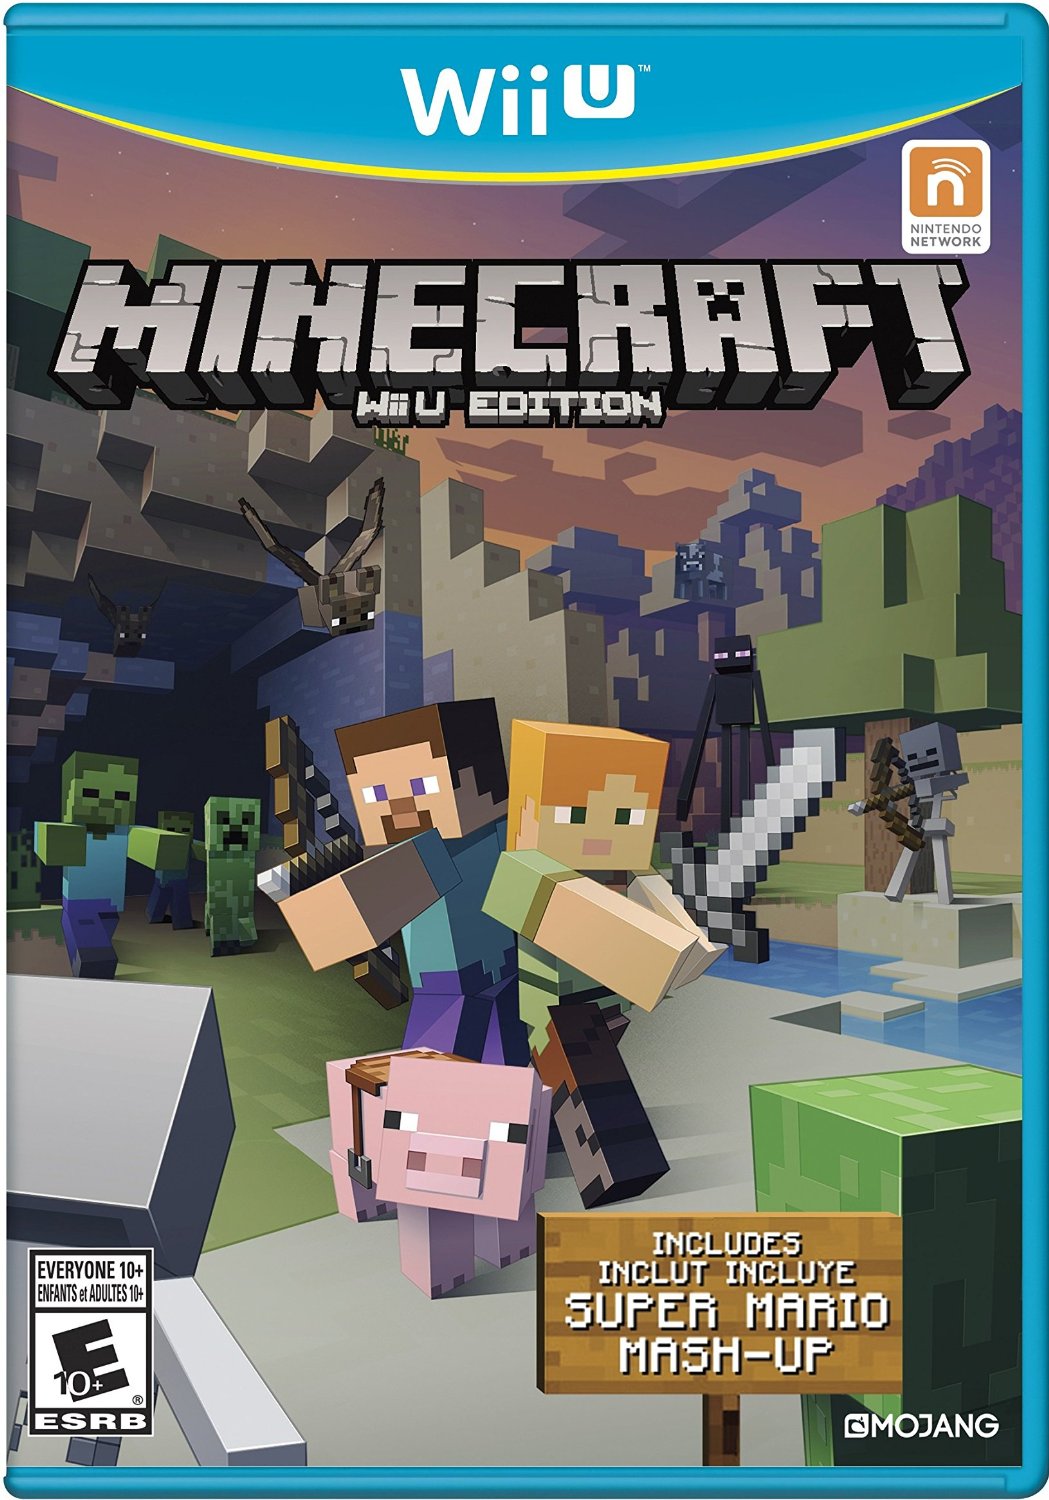 Wii U™
NINTENDO
NETWORK
MINECRAFT
Wii U EDITION
INCLUDES
INCLUT INCLUYE
SUPER MARIO
MASH-UP
EVERYONE 10+
ENFANTS et ADULTES 10+
E
10+
®
ESRB
MOJANG